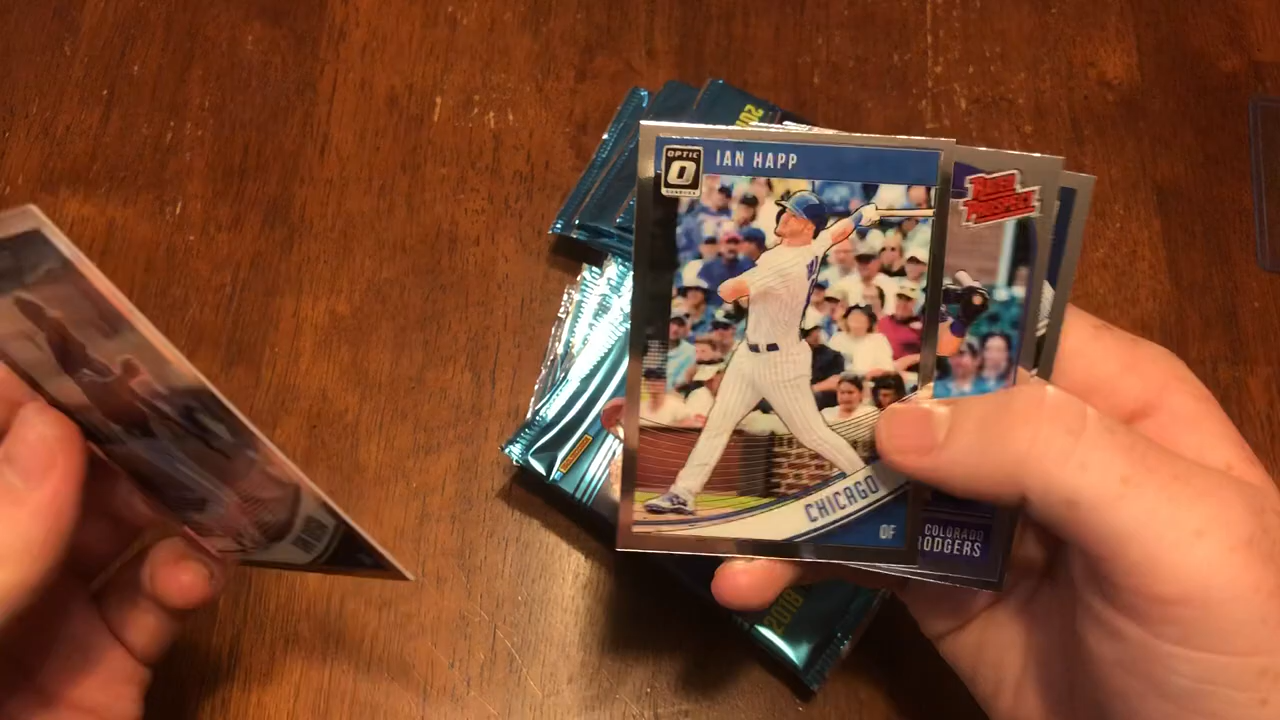 OPTIC
DONRUSS
IAN HAPP
RATED
PROSPECT
CHICAGO
OF
COLORADO
RODGERS
2018